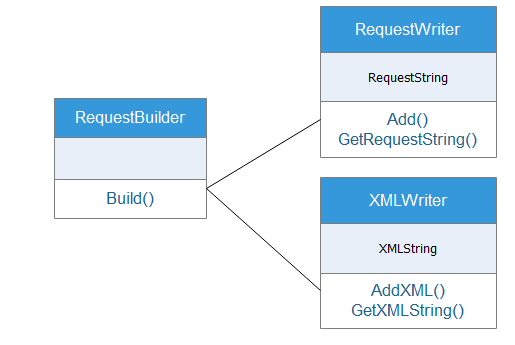 RequestBuilder
Build()
RequestWriter
RequestString
Add()
GetRequestString()
XMLWriter
XMLString
AddXML()
GetXMLString()